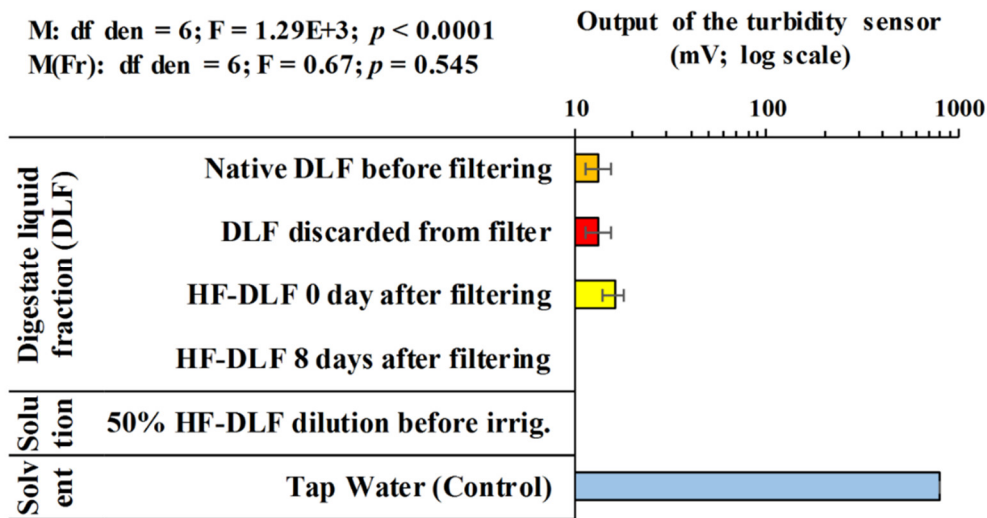 M: df den = 6; F = 1.29E+3; p < 0.0001
M(Fr): df den = 6; F = 0.67; p = 0.545
Output of the turbidity sensor
(mV; log scale)
10 100 1000
Digestate liquid
fraction (DLF)
Native DLF before filtering
DLF discarded from filter
HF-DLF 0 day after filtering
HF-DLF 8 days after filtering
Solu
tion
50% HF-DLF dilution before irrig.
Solv
ent
Tap Water (Control)